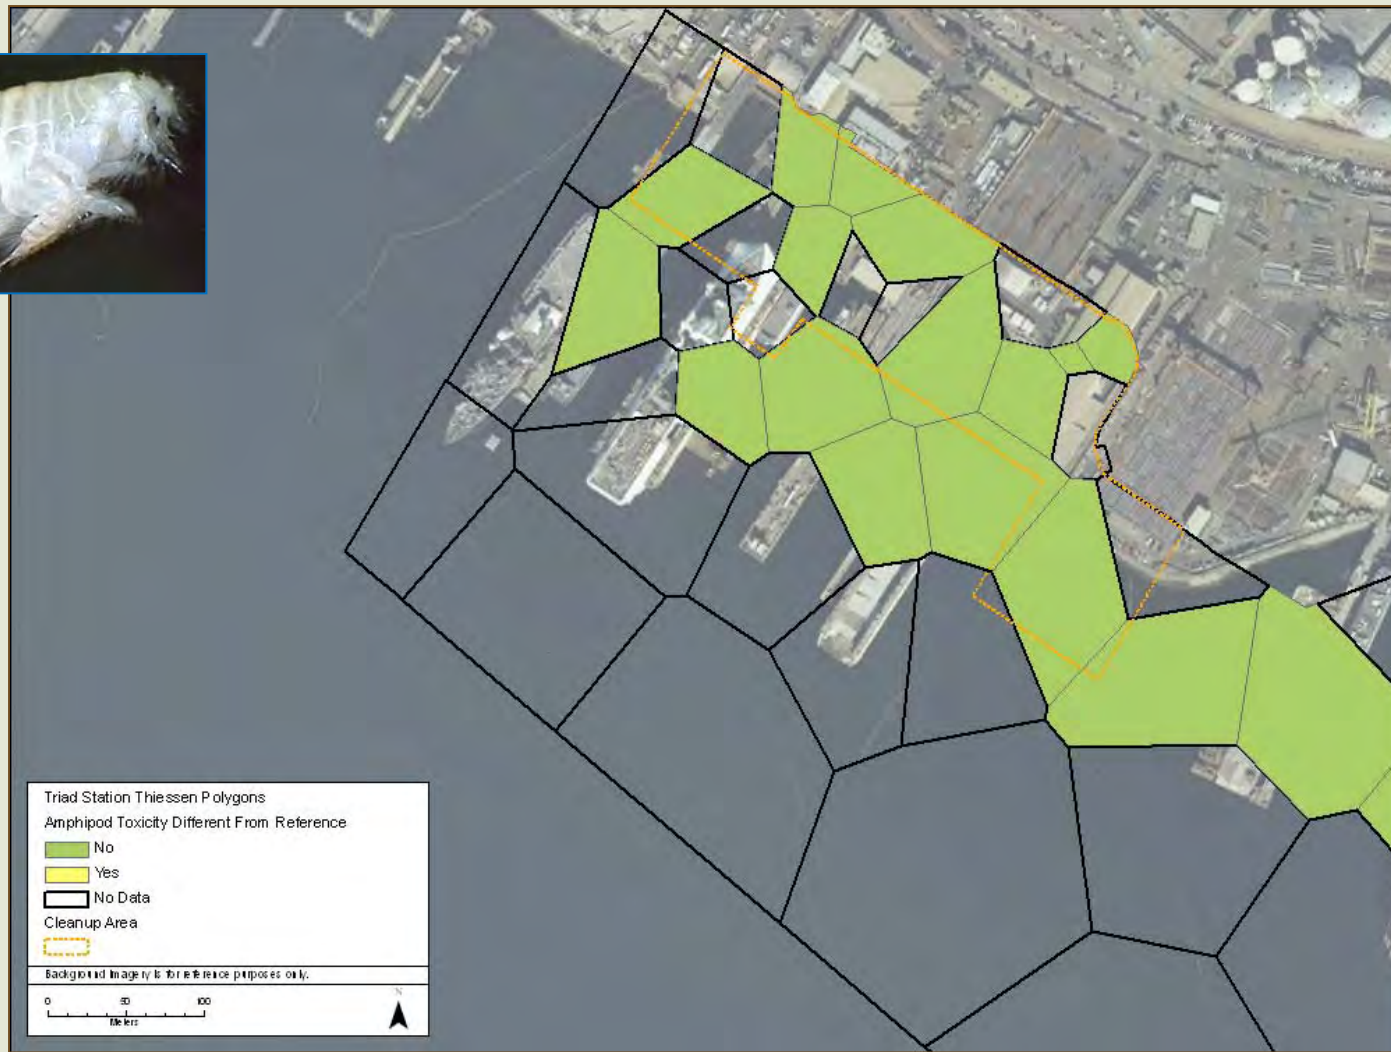 Triad Station Thiessen Polygons
Amphipod Toxicity Different From Reference
No
Yes
No Data
Cleanup Area
Background Imagery is for reference purposes only.
0 50 100
Meters
N